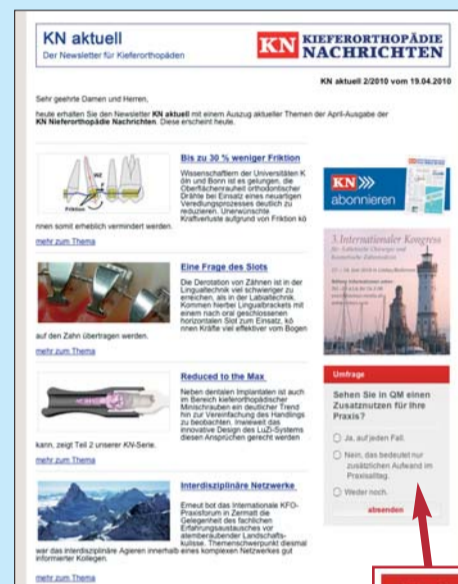 KN aktuell
Der Newsletter für Kieferorthopäden
KN KIEFERORTHOPÄDIE
NACHRICHTEN
KN aktuell 2/2010 vom 19.04.2010
Sehr geehrte Damen und Herren,
heute erhalten Sie den Newsletter KN aktuell mit einem Auszug aktueller Themen der April-Ausgabe der
KN Nieferorthopädie Nachrichten. Diese erscheint heute.
Bis zu 30 % weniger Friktion
Wissenschaftlern der Universitäten K
öln und Bonn ist es gelungen, die
Oberflächenrauheit orthodontischer
Drähte bei Einsatz eines neuartigen
Veredlungsprozesses deutlich zu
reduzieren. Unerwünschte
Kraftverluste aufgrund von Friktion kö
nnen somit erheblich vermindert werden.
Friktion
mehr zum Thema
Eine Frage des Slots
Die Derotation von Zähnen ist in der
Lingualtechnik viel schwieriger zu
erreichen, als in der Labialtechnik.
Kommen hierbei Lingualbrackets mit
einem nach oral geschlossenen
horizontalen Slot zum Einsatz, kö
nnen Kräfte viel effektiver vom Bogen
auf den Zahn übertragen werden.
mehr zum Thema
Reduced to the Max
Neben dentalen Implantaten ist auch
im Bereich kieferorthopädischer
Minischrauben ein deutlicher Trend
hin zur Vereinfachung des Handlings
zu beobachten. Inwieweit das
innovative Design des LuZi-Systems
diesen Ansprüchen gerecht werden
kann, zeigt Teil 2 unserer KN-Serie.
mehr zum Thema
Interdisziplinäre Netzwerke
Erneut bot das Internationale KFO-
Praxisforum in Zermatt die
Gelegenheit des fachlichen
Erfahrungsaustausches vor
atemberaubender Landschafts-
kulisse. Themenschwerpunkt diesmal
war das interdisziplinäre Agieren innerhalb eines komplexen Netzwerkes gut
informierter Kollegen.
mehr zum Thema
KN
abonnieren
3.Internationaler Kongress
für Ästhetische Chirurgie und
Kosmetische Zahnmedizin
Umfrage
Sehen Sie in QM einen
Zusatznutzen für Ihre
Praxis?
Ja, auf jeden Fall.
Nein, das bedeutet nur
zusätzlichen Aufwand im
Praxisalltag.
Weder noch.
absenden